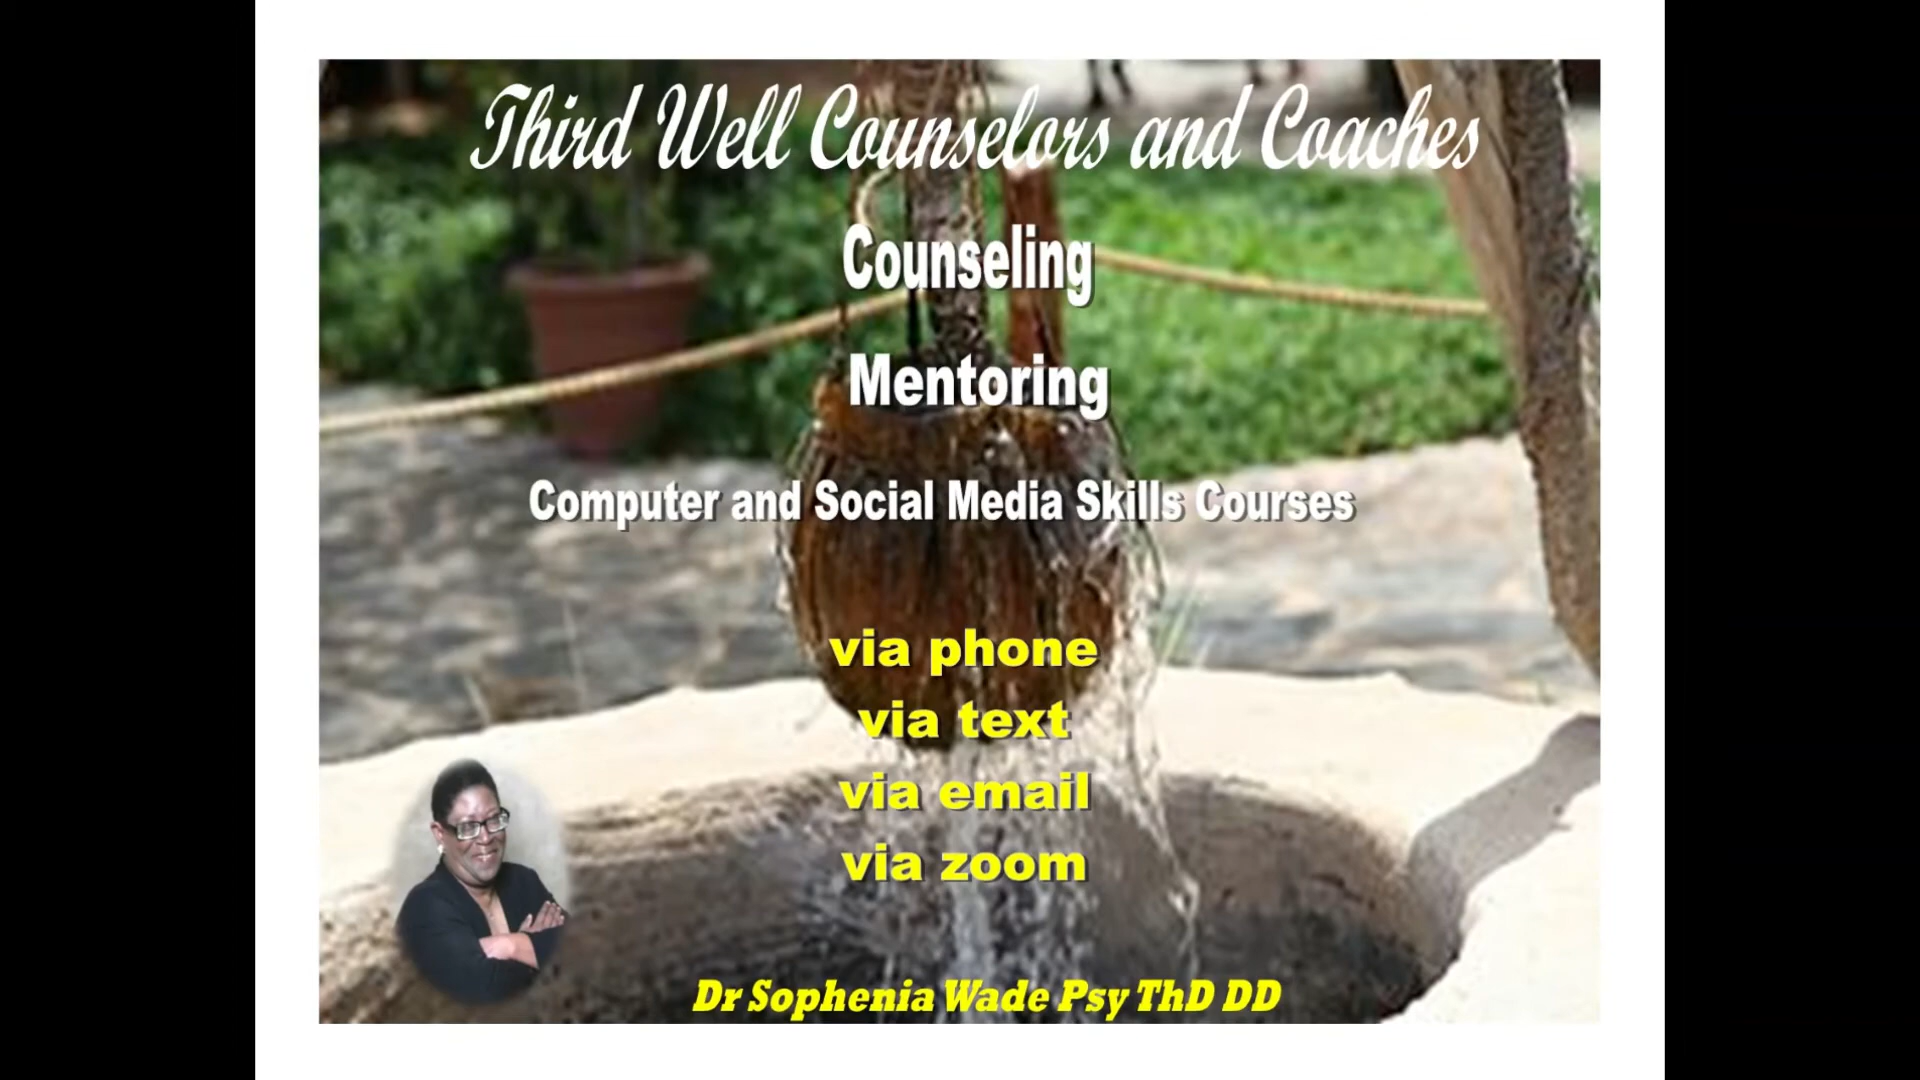 Third Well Counselors and Coaches
Counseling
Mentoring
Computer and Social Media Skills Courses
via phone
via text
via email
via zoom
Dr Sophenia Wade Psy ThD DD